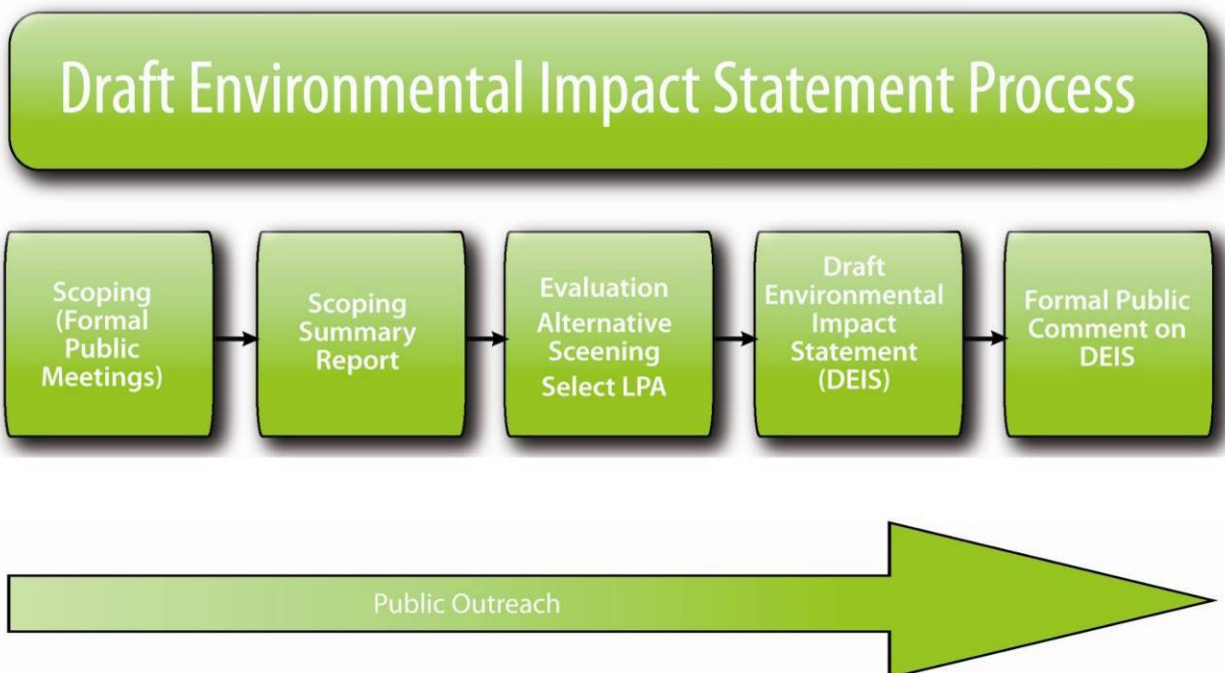 Draft Environmental Impact Statement Process
Scoping
(Formal
Public
Meetings)
Scoping
Summary
Report
Evaluation
Alternative
Sceening
Select LPA
Draft
Environmental
Impact
Statement
(DEIS)
Formal Public
Comment on
DEIS
Public Outreach